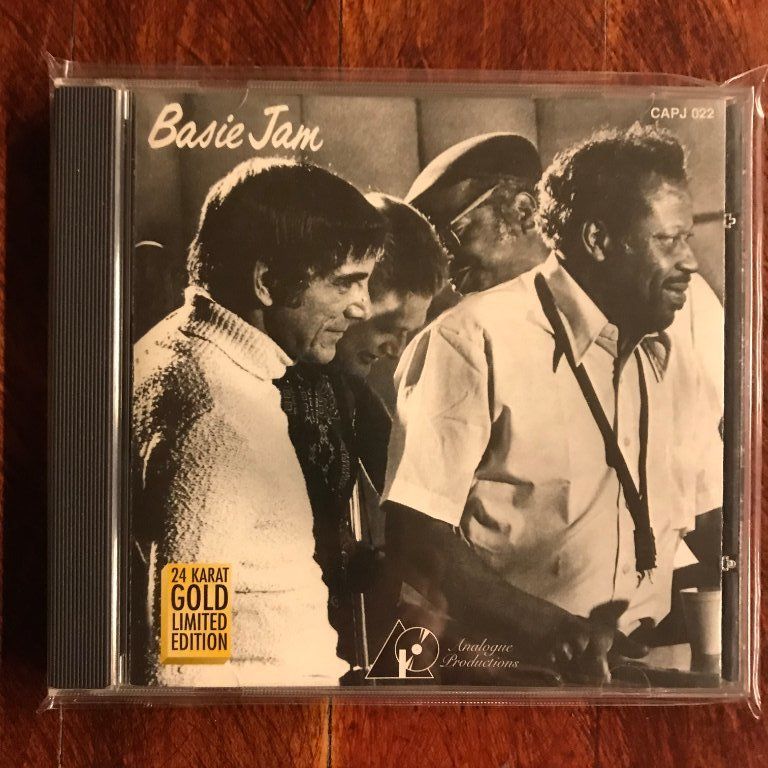 Basie Jam
CAPJ 022
24 KARAT
GOLD
LIMITED
EDITION
Analogue
Productions